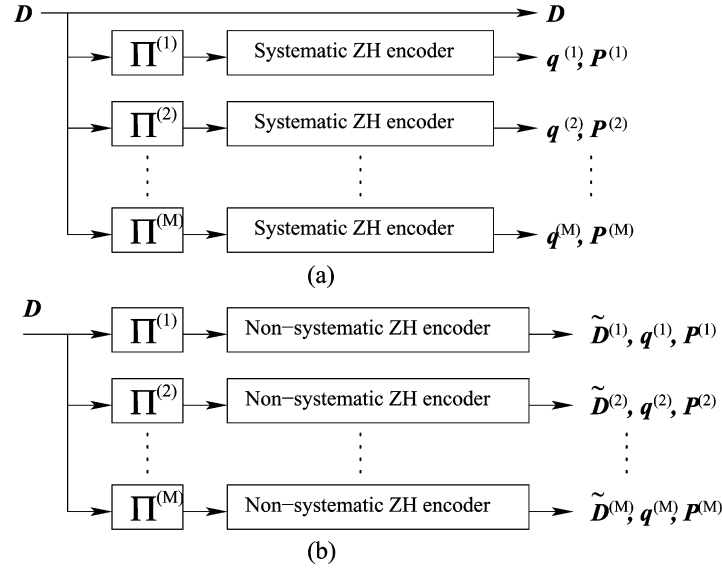 D D
∏(1) Systematic ZH encoder q(1), P(1)
∏(2) Systematic ZH encoder q(2), P(2)
∏(M) Systematic ZH encoder q(M), P(M)
(a)
D
∏(1) Non−systematic ZH encoder D̃(1), q(1), P(1)
∏(2) Non−systematic ZH encoder D̃(2), q(2), P(2)
∏(M) Non−systematic ZH encoder D̃(M), q(M), P(M)
(b)